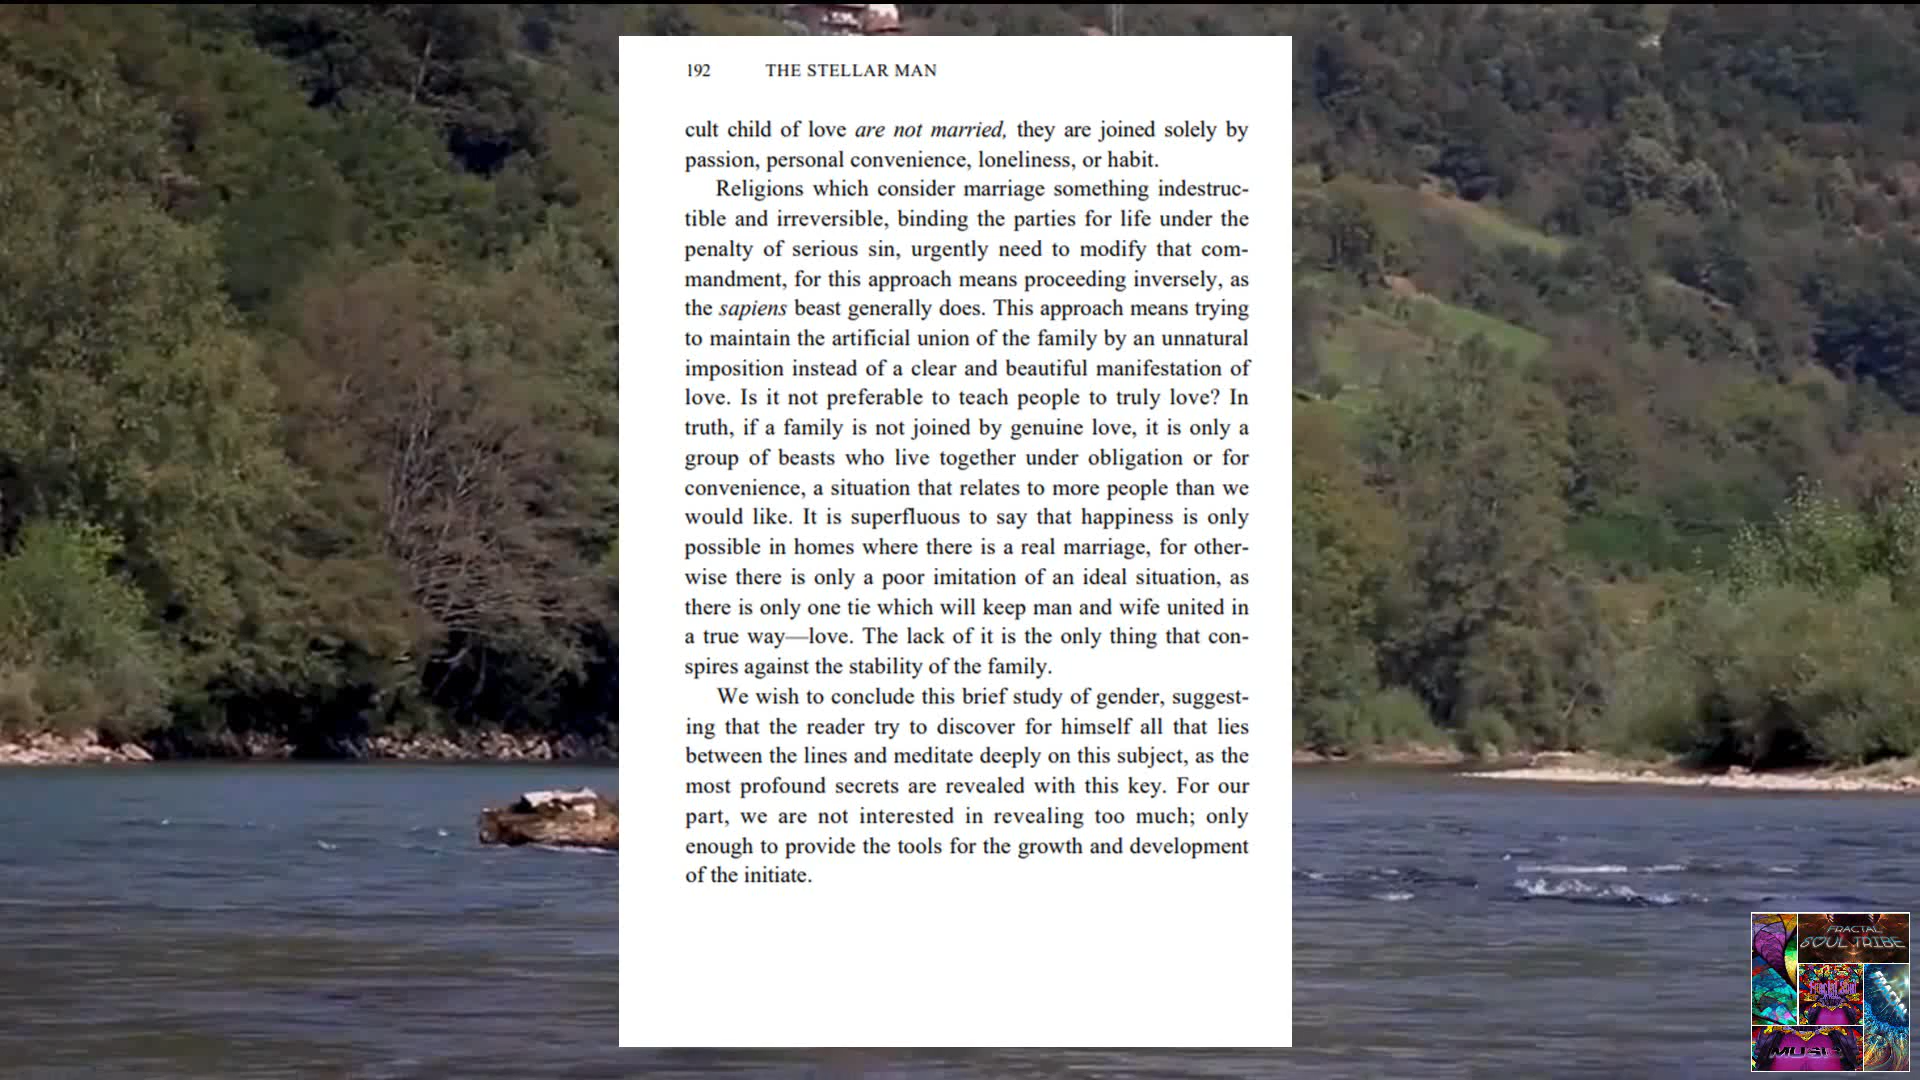 192 THE STELLAR MAN
cult child of love are not married, they are joined solely by
passion, personal convenience, loneliness, or habit.
Religions which consider marriage something indestruc-
tible and irreversible, binding the parties for life under the
penalty of serious sin, urgently need to modify that com-
mandment, for this approach means proceeding inversely, as
the sapiens beast generally does. This approach means trying
to maintain the artificial union of the family by an unnatural
imposition instead of a clear and beautiful manifestation of
love. Is it not preferable to teach people to truly love? In
truth, if a family is not joined by genuine love, it is only a
group of beasts who live together under obligation or for
convenience, a situation that relates to more people than we
would like. It is superfluous to say that happiness is only
possible in homes where there is a real marriage, for other-
wise there is only a poor imitation of an ideal situation, as
there is only one tie which will keep man and wife united in
a true way—love. The lack of it is the only thing that con-
spires against the stability of the family.
We wish to conclude this brief study of gender, suggest-
ing that the reader try to discover for himself all that lies
between the lines and meditate deeply on this subject, as the
most profound secrets are revealed with this key. For our
part, we are not interested in revealing too much; only
enough to provide the tools for the growth and development
of the initiate.
FRACTAL
SOUL TRIBE
Fractal Soul
MUSIC